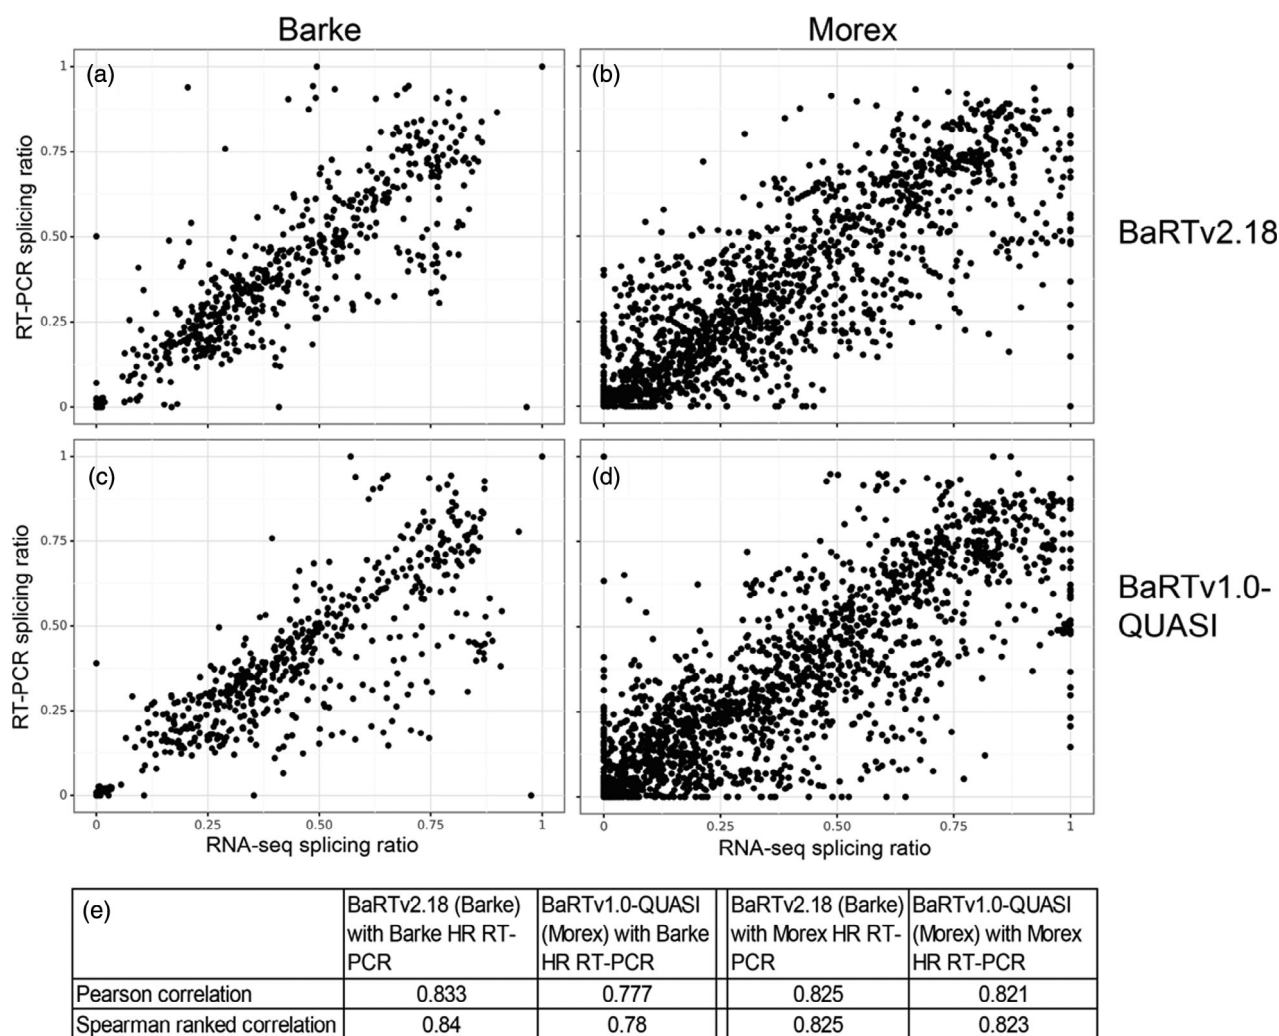 Barke
Morex
(a)
(b)
1
0.75
0.50
0.25
0
RT-PCR splicing ratio
BaRTv2.18
(c)
(d)
1
0.75
0.50
0.25
0
RT-PCR splicing ratio
BaRTv1.0-
QUASI
0 0.25 0.50 0.75 1
0 0.25 0.50 0.75 1
RNA-seq splicing ratio
RNA-seq splicing ratio
(e)
BaRTv2.18 (Barke)
with Barke HR RT-
PCR
BaRTv1.0-QUASI
(Morex) with Barke
HR RT-PCR
BaRTv2.18 (Barke)
with Morex HR RT-
PCR
BaRTv1.0-QUASI
(Morex) with Morex
HR RT-PCR
Pearson correlation 0.833 0.777 0.825 0.821
Spearman ranked correlation 0.84 0.78 0.825 0.823